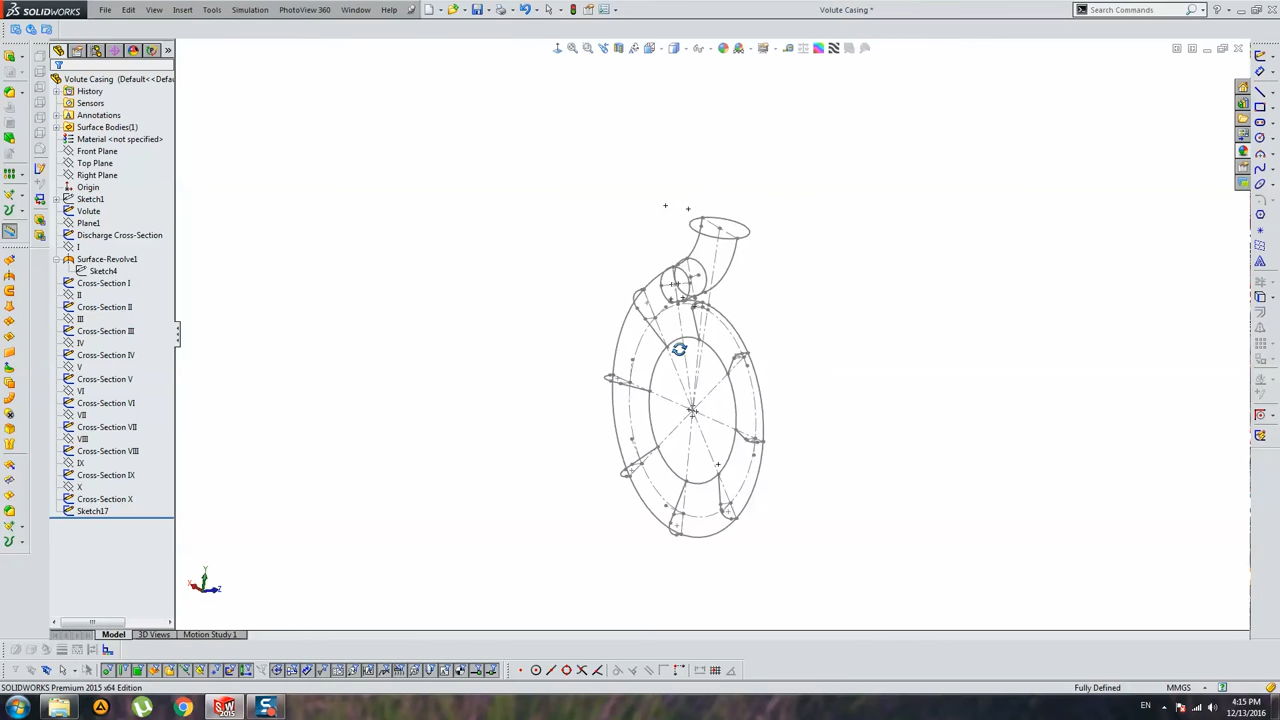 SOLIDWORKS
File Edit View Insert Tools Simulation PhotoView 360 Window Help
Volute Casing *
Search Commands
Volute Casing (Default<<Defau
History
Sensors
Annotations
Surface Bodies(1)
Material <not specified>
Front Plane
Top Plane
Right Plane
Origin
Sketch1
Volute
Plane1
Discharge Cross-Section
I
Surface-Revolve1
Sketch4
Cross-Section I
II
Cross-Section II
III
Cross-Section III
IV
Cross-Section IV
V
Cross-Section V
VI
Cross-Section VI
VII
Cross-Section VII
VIII
Cross-Section VIII
IX
Cross-Section IX
X
Cross-Section X
Sketch17
Y
X
Z
Model 3D Views Motion Study 1
SOLIDWORKS Premium 2015 x64 Edition
Fully Defined
MMGS
EN
4:15 PM
12/13/2016